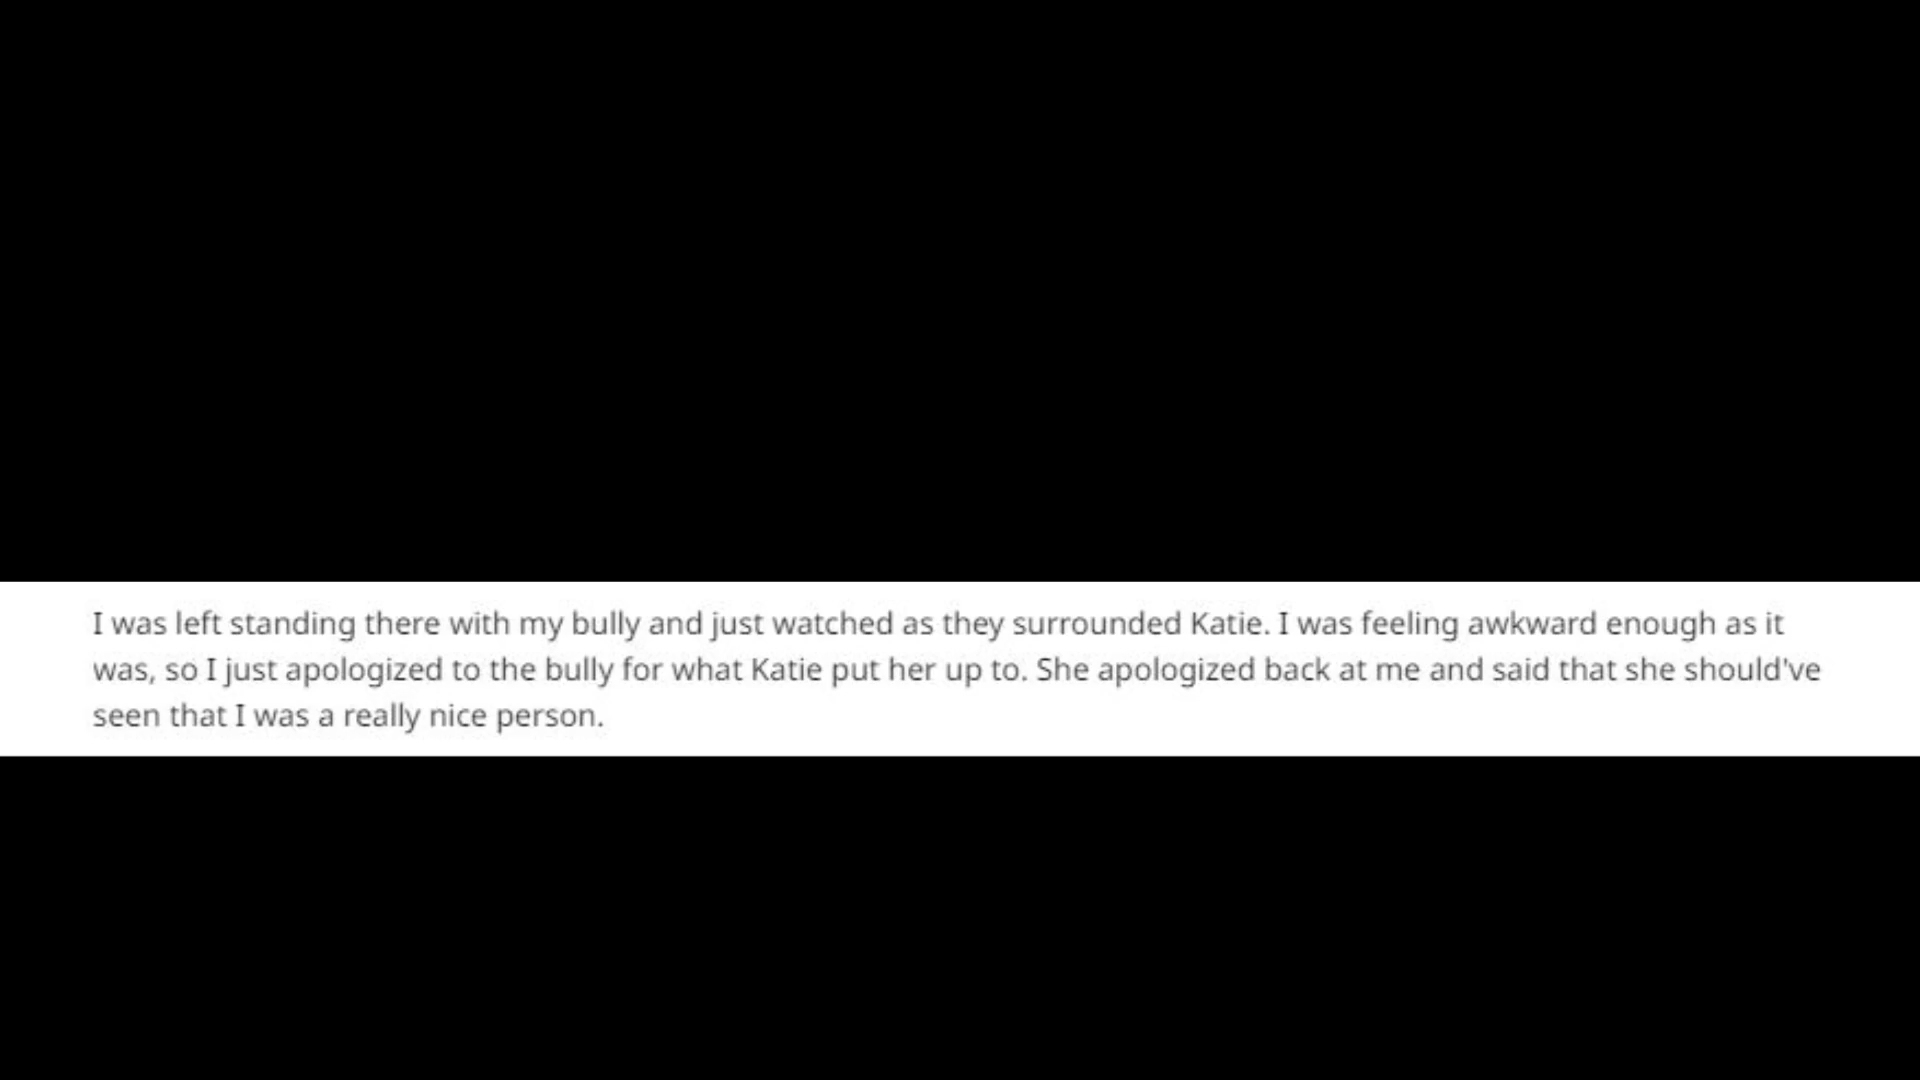 I was left standing there with my bully and just watched as they surrounded Katie. I was feeling awkward enough as it
was, so I just apologized to the bully for what Katie put her up to. She apologized back at me and said that she should've
seen that I was a really nice person.